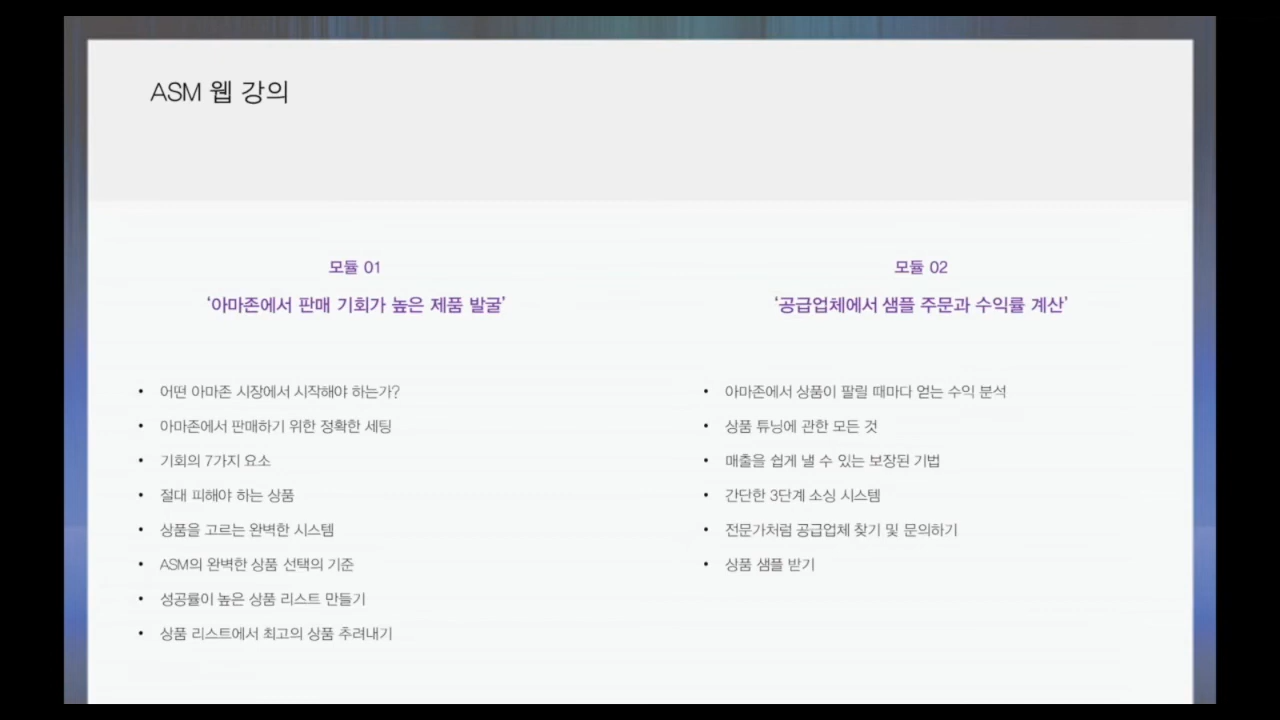 ASM 웹 강의
모듈 01
‘아마존에서 판매 기회가 높은 제품 발굴’
• 어떤 아마존 시장에서 시작해야 하는가?
• 아마존에서 판매하기 위한 정확한 세팅
• 기회의 7가지 요소
• 절대 피해야 하는 상품
• 상품을 고르는 완벽한 시스템
• ASM의 완벽한 상품 선택의 기준
• 성공률이 높은 상품 리스트 만들기
• 상품 리스트에서 최고의 상품 추려내기
모듈 02
‘공급업체에서 샘플 주문과 수익률 계산’
• 아마존에서 상품이 팔릴 때마다 얻는 수익 분석
• 상품 튜닝에 관한 모든 것
• 매출을 쉽게 낼 수 있는 보장된 기법
• 간단한 3단계 소싱 시스템
• 전문가처럼 공급업체 찾기 및 문의하기
• 상품 샘플 받기